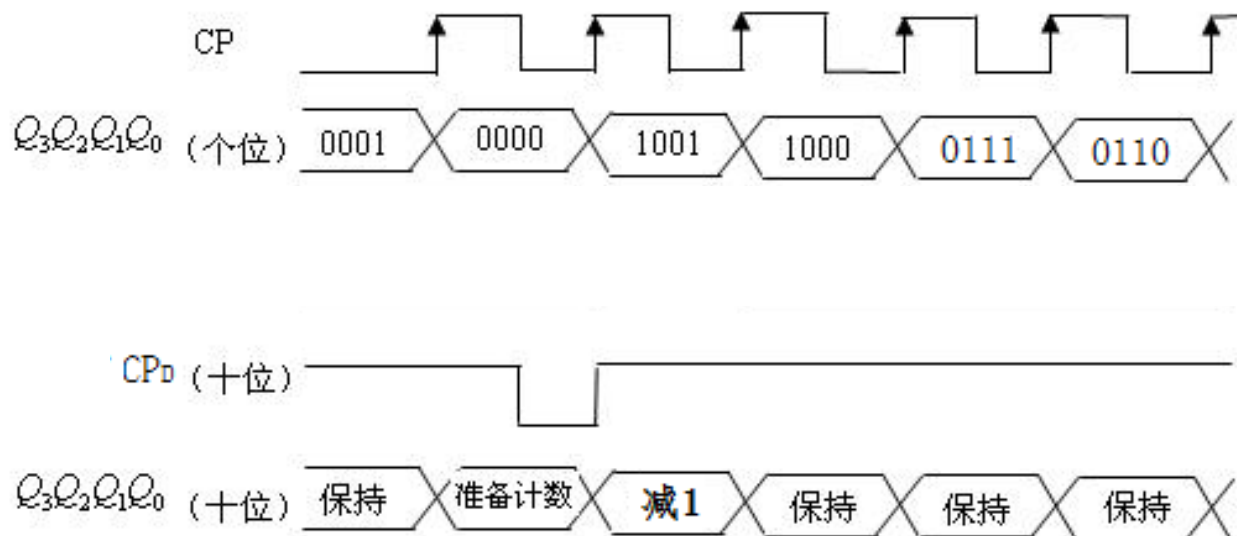 CP
Q₃Q₂Q₁Q₀ (个位) 0001 0000 1001 1000 0111 0110
CPD (十位)
Q₃Q₂Q₁Q₀ (十位) 保持 准备计数 减1 保持 保持 保持